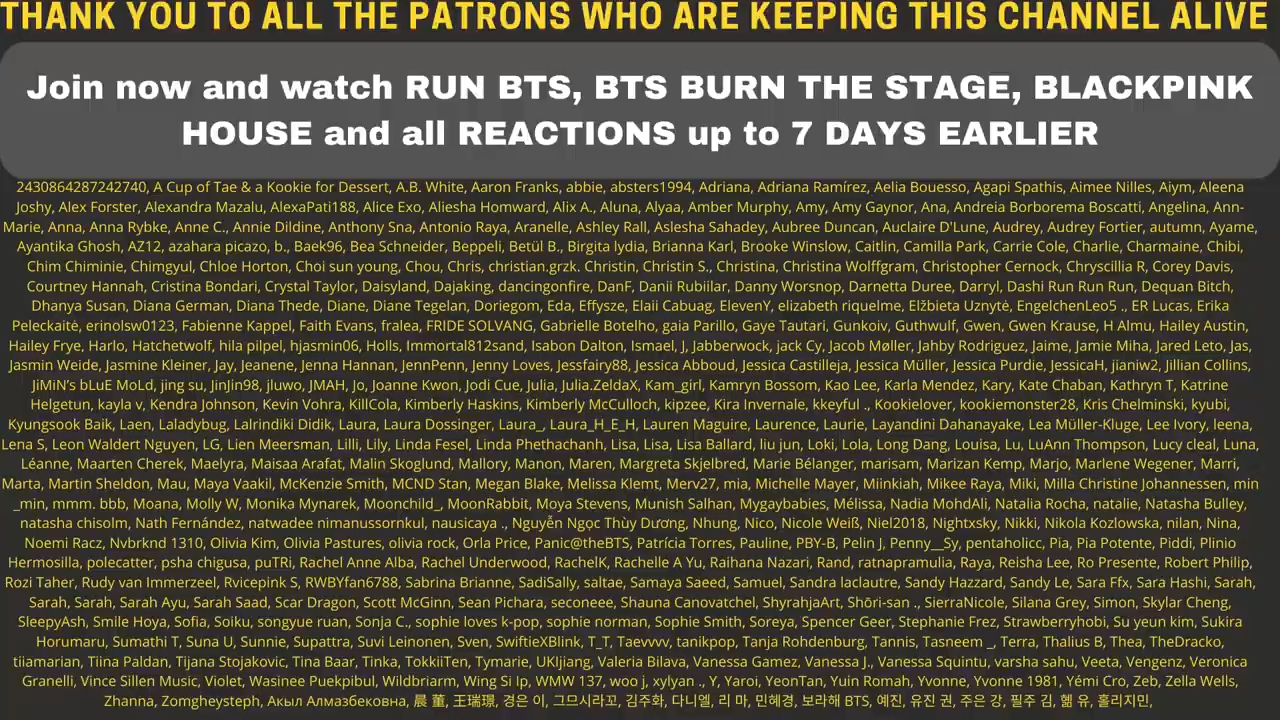 THANK YOU TO ALL THE PATRONS WHO ARE KEEPING THIS CHANNEL ALIVE
Join now and watch RUN BTS, BTS BURN THE STAGE, BLACKPINK
HOUSE and all REACTIONS up to 7 DAYS EARLIER
2430864287242740, A Cup of Tae & a Kookie for Dessert, A.B. White, Aaron Franks, abbie, absters1994, Adriana, Adriana Ramírez, Aelia Bouesso, Agapi Spathis, Aimee Nilles, Aiym, Aleena
Joshy, Alex Forster, Alexandra Mazalu, AlexaPati188, Alice Exo, Aliesha Homward, Alix A., Aluna, Alyaa, Amber Murphy, Amy, Amy Gaynor, Ana, Andreia Borborema Boscatti, Angelina, Ann-
Marie, Anna, Anna Rybke, Anne C., Annie Dildine, Anthony Sna, Antonio Raya, Aranelle, Ashley Rall, Aslesha Sahadey, Aubree Duncan, Auclaire D'Lune, Audrey, Audrey Fortier, autumn, Ayame,
Ayantika Ghosh, AZ12, azahara picazo, b., Baek96, Bea Schneider, Beppeli, Betül B., Birgita lydia, Brianna Karl, Brooke Winslow, Caitlin, Camilla Park, Carrie Cole, Charlie, Charmaine, Chibi,
Chim Chiminie, Chimgyul, Chloe Horton, Choi sun young, Chou, Chris, christian.grzk. Christin, Christin S., Christina, Christina Wolffgram, Christopher Cernock, Chryscillia R, Corey Davis,
Courtney Hannah, Cristina Bondari, Crystal Taylor, Daisyland, Dajaking, dancingonfire, DanF, Danii Rubiilar, Danny Worsnop, Darnetta Duree, Darryl, Dashi Run Run Run, Dequan Bitch,
Dhanya Susan, Diana German, Diana Thede, Diane, Diane Tegelan, Doriegom, Eda, Effysze, Elaii Cabuag, ElevenY, elizabeth riquelme, Elžbieta Uznytė, EngelchenLeo5 ., ER Lucas, Erika
Peleckaitė, erinolsw0123, Fabienne Kappel, Faith Evans, fralea, FRIDE SOLVANG, Gabrielle Botelho, gaia Parillo, Gaye Tautari, Gunkoiv, Guthwulf, Gwen, Gwen Krause, H Almu, Hailey Austin,
Hailey Frye, Harlo, Hatchetwolf, hila pilpel, hjasmin06, Holls, Immortal812sand, Isabon Dalton, Ismael, J, Jabberwock, jack Cy, Jacob Møller, Jahby Rodriguez, Jaime, Jamie Miha, Jared Leto, Jas,
Jasmin Weide, Jasmine Kleiner, Jay, Jeanene, Jenna Hannan, JennPenn, Jenny Loves, Jessfairy88, Jessica Abboud, Jessica Castilleja, Jessica Müller, Jessica Purdie, JessicaH, jianiw2, Jillian Collins,
JiMiN's bLuE MoLd, jing su, JinJin98, jluwo, JMAH, Jo, Joanne Kwon, Jodi Cue, Julia, Julia.ZeldaX, Kam_girl, Kamryn Bossom, Kao Lee, Karla Mendez, Kary, Kate Chaban, Kathryn T, Katrine
Helgetun, kayla v, Kendra Johnson, Kevin Vohra, KillCola, Kimberly Haskins, Kimberly McCulloch, kipzee, Kira Invernale, kkeyful ., Kookielover, kookiemonster28, Kris Chelminski, kyubi,
Kyungsook Baik, Laen, Laladybug, Lalrindiki Didik, Laura, Laura Dossinger, Laura_, Laura_H_E_H, Lauren Maguire, Laurence, Laurie, Layandini Dahanayake, Lea Müller-Kluge, Lee Ivory, leena,
Lena S, Leon Waldert Nguyen, LG, Lien Meersman, Lilli, Lily, Linda Fesel, Linda Phethachanh, Lisa, Lisa, Lisa Ballard, liu jun, Loki, Lola, Long Dang, Louisa, Lu, LuAnn Thompson, Lucy cleal, Luna,
Léanne, Maarten Cherek, Maelyra, Maisaa Arafat, Malin Skoglund, Mallory, Manon, Maren, Margreta Skjelbred, Marie Bélanger, marisam, Marizan Kemp, Marjo, Marlene Wegener, Marri,
Marta, Martin Sheldon, Mau, Maya Vaakil, McKenzie Smith, MCND Stan, Megan Blake, Melissa Klemt, Merv27, mia, Michelle Mayer, Miinkiah, Mikee Raya, Miki, Milla Christine Johannessen, min
_min, mmm. bbb, Moana, Molly W, Monika Mynarek, Moonchild_, MoonRabbit, Moya Stevens, Munish Salhan, Mygaybabies, Mélissa, Nadia MohdAli, Natalia Rocha, natalie, Natasha Bulley,
natasha chisolm, Nath Fernández, natwadee nimanussornkul, nausicaya ., Nguyễn Ngọc Thùy Dương, Nhung, Nico, Nicole Weiß, Niel2018, Nightxsky, Nikki, Nikola Kozlowska, nilan, Nina,
Noemi Racz, Nvbrknd 1310, Olivia Kim, Olivia Pastures, olivia rock, Orla Price, Panic@theBTS, Patrícia Torres, Pauline, PBY-B, Pelin J, Penny__Sy, pentaholicc, Pia, Pia Potente, Piddi, Plinio
Hermosilla, polecatter, psha chigusa, puTRi, Rachel Anne Alba, Rachel Underwood, RachelK, Rachelle A Yu, Raihana Nazari, Rand, ratnapramulia, Raya, Reisha Lee, Ro Presente, Robert Philip,
Rozi Taher, Rudy van Immerzeel, Rvicepink S, RWBYfan6788, Sabrina Brianne, SadiSally, saltae, Samaya Saeed, Samuel, Sandra laclautre, Sandy Hazzard, Sandy Le, Sara Ffx, Sara Hashi, Sarah,
Sarah, Sarah, Sarah Ayu, Sarah Saad, Scar Dragon, Scott McGinn, Sean Pichara, seconeee, Shauna Canovatchel, ShyrahjaArt, Shōri-san ., SierraNicole, Silana Grey, Simon, Skylar Cheng,
SleepyAsh, Smile Hoya, Sofia, Soiku, songyue ruan, Sonja C., sophie loves k-pop, sophie norman, Sophie Smith, Soreya, Spencer Geer, Stephanie Frez, Strawberryhobi, Su yeun kim, Sukira
Horumaru, Sumathi T, Suna U, Sunnie, Supattra, Suvi Leinonen, Sven, SwiftieXBlink, T_T, Taevvvv, tanikpop, Tanja Rohdenburg, Tannis, Tasneem _, Terra, Thalius B, Thea, TheDracko,
tiiamarian, Tiina Paldan, Tijana Stojakovic, Tina Baar, Tinka, TokkiiTen, Tymarie, UKIjiang, Valeria Bilava, Vanessa Gamez, Vanessa J., Vanessa Squintu, varsha sahu, Veeta, Vengenz, Veronica
Granelli, Vince Sillen Music, Violet, Wasinee Puekpibul, Wildbriarm, Wing Si Ip, WMW 137, woo j, xylyan ., Y, Yaroi, YeonTan, Yuin Romah, Yvonne, Yvonne 1981, Yémi Cro, Zeb, Zella Wells,
Zhanna, Zomgheysteph, Акыл Алмазбековна, 晨 董, 王瑞璟, 경은 이, 그므시라꼬, 김주화, 다니엘, 리 마, 민혜경, 보라해 BTS, 예진, 유진 권, 주은 강, 필주 김, 헮 유, 홀리지민,